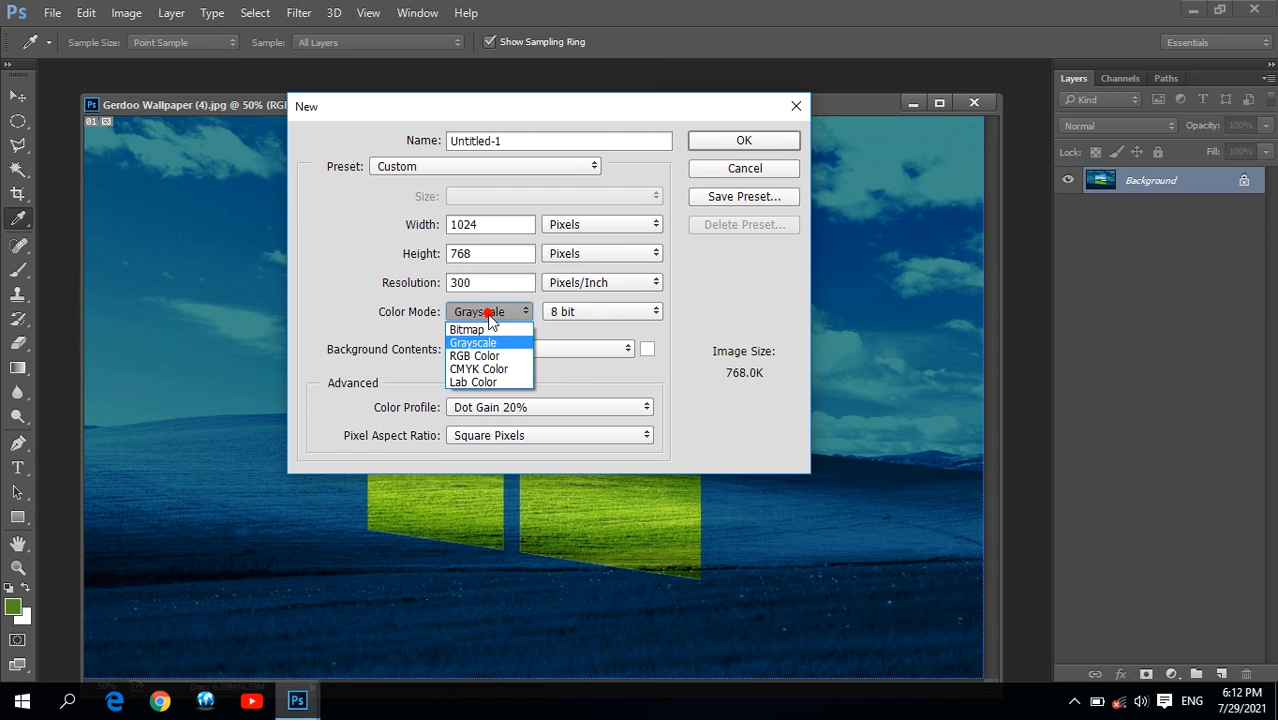 Ps File Edit Image Layer Type Select Filter 3D View Window Help
Sample Size: Point Sample Sample: All Layers Show Sampling Ring Essentials
Ps Gerdoo Wallpaper (4).jpg @ 50% (RG
01
New
Name: Untitled-1
Preset: Custom
Size:
Width: 1024 Pixels
Height: 768 Pixels
Resolution: 300 Pixels/Inch
Color Mode: Grayscale 8 bit
Bitmap
Grayscale
RGB Color
CMYK Color
Lab Color
Background Contents:
Advanced
Color Profile: Dot Gain 20%
Pixel Aspect Ratio: Square Pixels
OK
Cancel
Save Preset...
Delete Preset...
Image Size:
768.0K
Layers Channels Paths
Kind
Normal Opacity: 100%
Lock: Fill: 100%
Background
T
50%
Ps
ENG
6:12 PM
7/29/2021